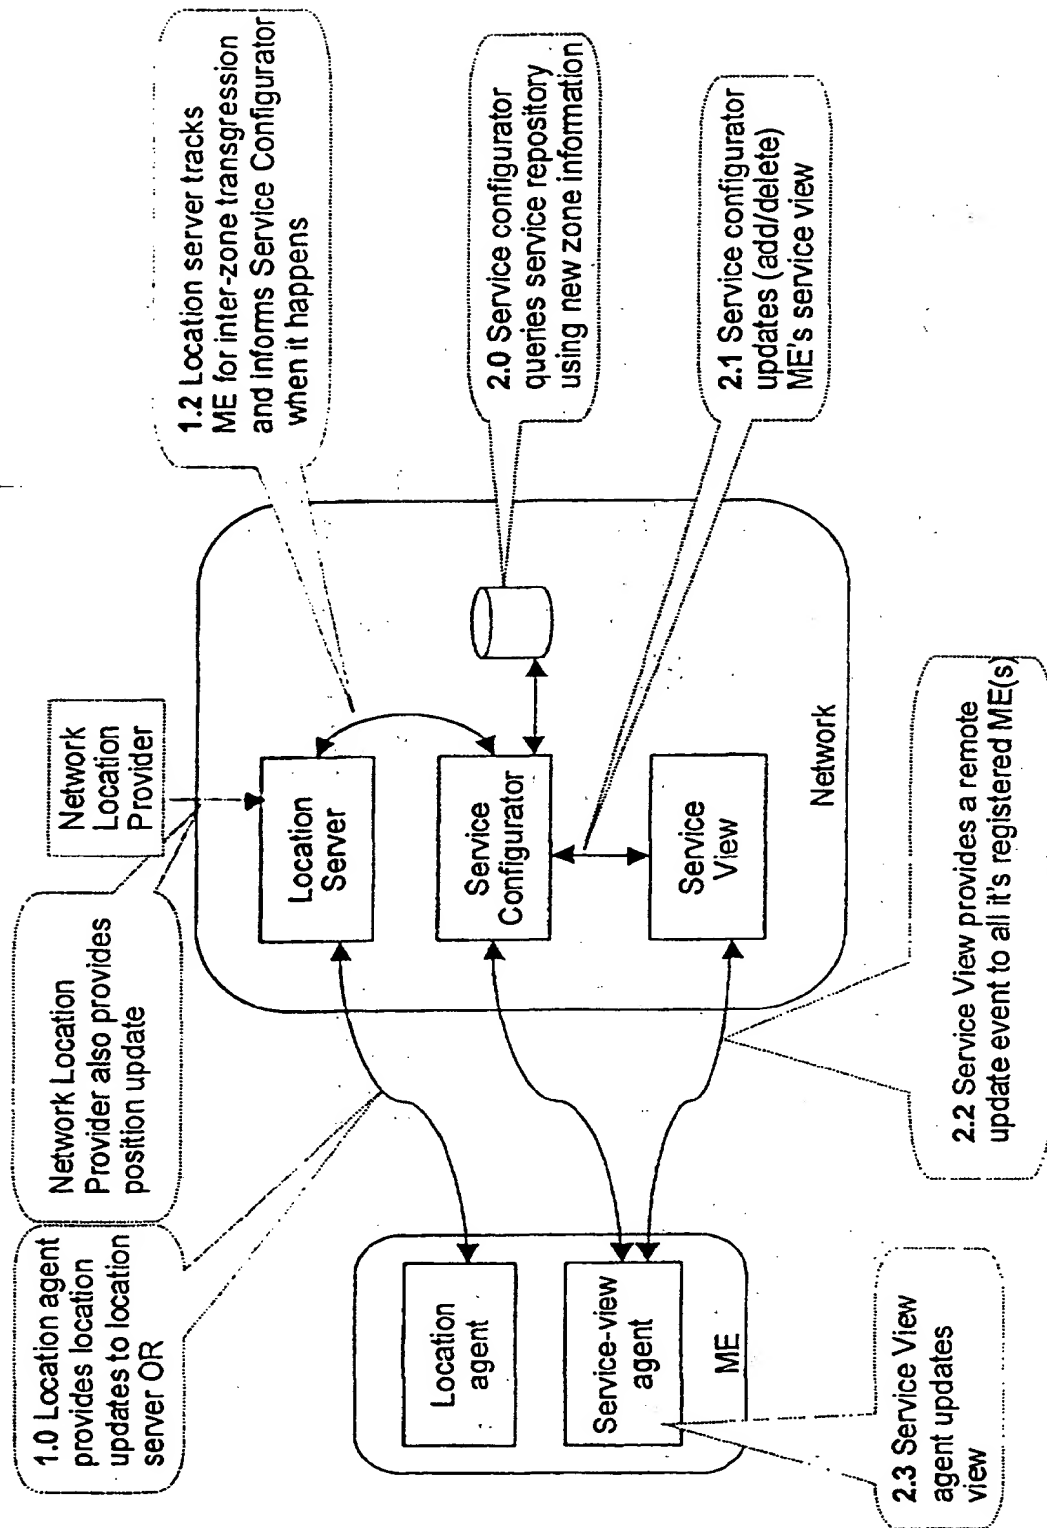 1.0 Location agent
provides location
updates to location
server OR
Network Location
Provider also provides
position update
Network
Location
Provider
1.2 Location server tracks
ME for inter-zone transgression
and informs Service Configurator
when it happens
2.0 Service configurator
queries service repository
using new zone information
2.1 Service configurator
updates (add/delete)
ME's service view
Location
agent
Service-view
agent
ME
Location
Server
Service
Configurator
Service
View
Network
2.3 Service View
agent updates
view
2.2 Service View provides a remote
update event to all it's registered ME(s)